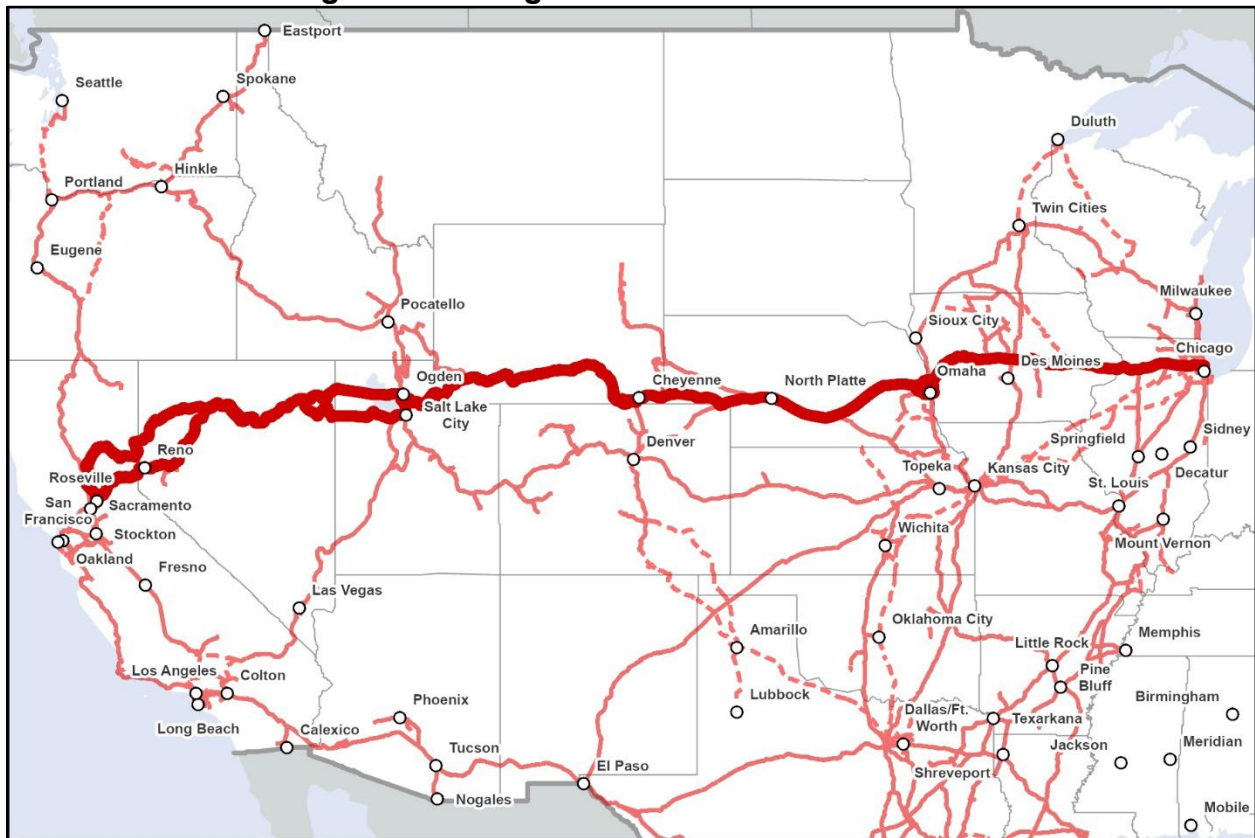 Eastport
Spokane
Seattle
Duluth
Hinkle
Portland
Twin Cities
Eugene
Milwaukee
Pocatello
Sioux City
Chicago
Des Moines
Ogden
Cheyenne
North Platte
Omaha
Salt Lake
City
Denver
Springfield
Sidney
Reno
Roseville
Topeka
Kansas City
Decatur
San
Francisco
Sacramento
St. Louis
Stockton
Wichita
Oakland
Mount Vernon
Fresno
Las Vegas
Amarillo
Oklahoma City
Little Rock
Memphis
Los Angeles
Colton
Pine
Bluff
Phoenix
Lubbock
Birmingham
Long Beach
Calexico
Dallas/Ft.
Worth
Texarkana
Tucson
Jackson
Meridian
El Paso
Shreveport
Nogales
Mobile